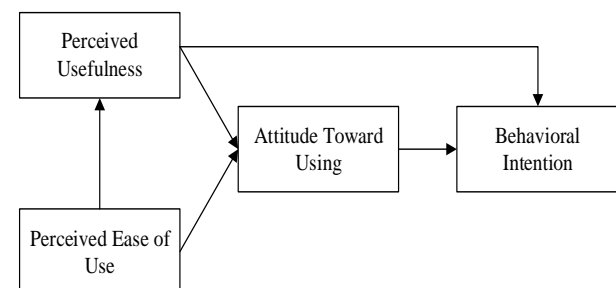 Perceived
Usefulness
Attitude Toward
Using
Behavioral
Intention
Perceived Ease of
Use